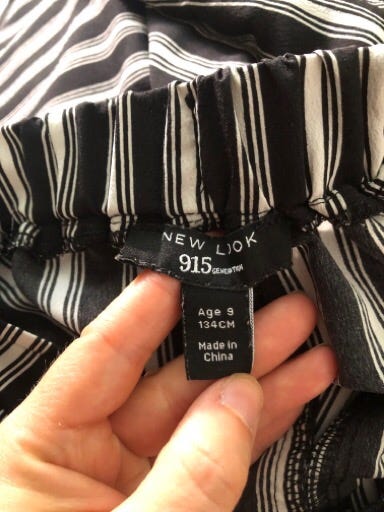 NEW LOOK
915 GENERATION
Age 9
134CM
Made in
China